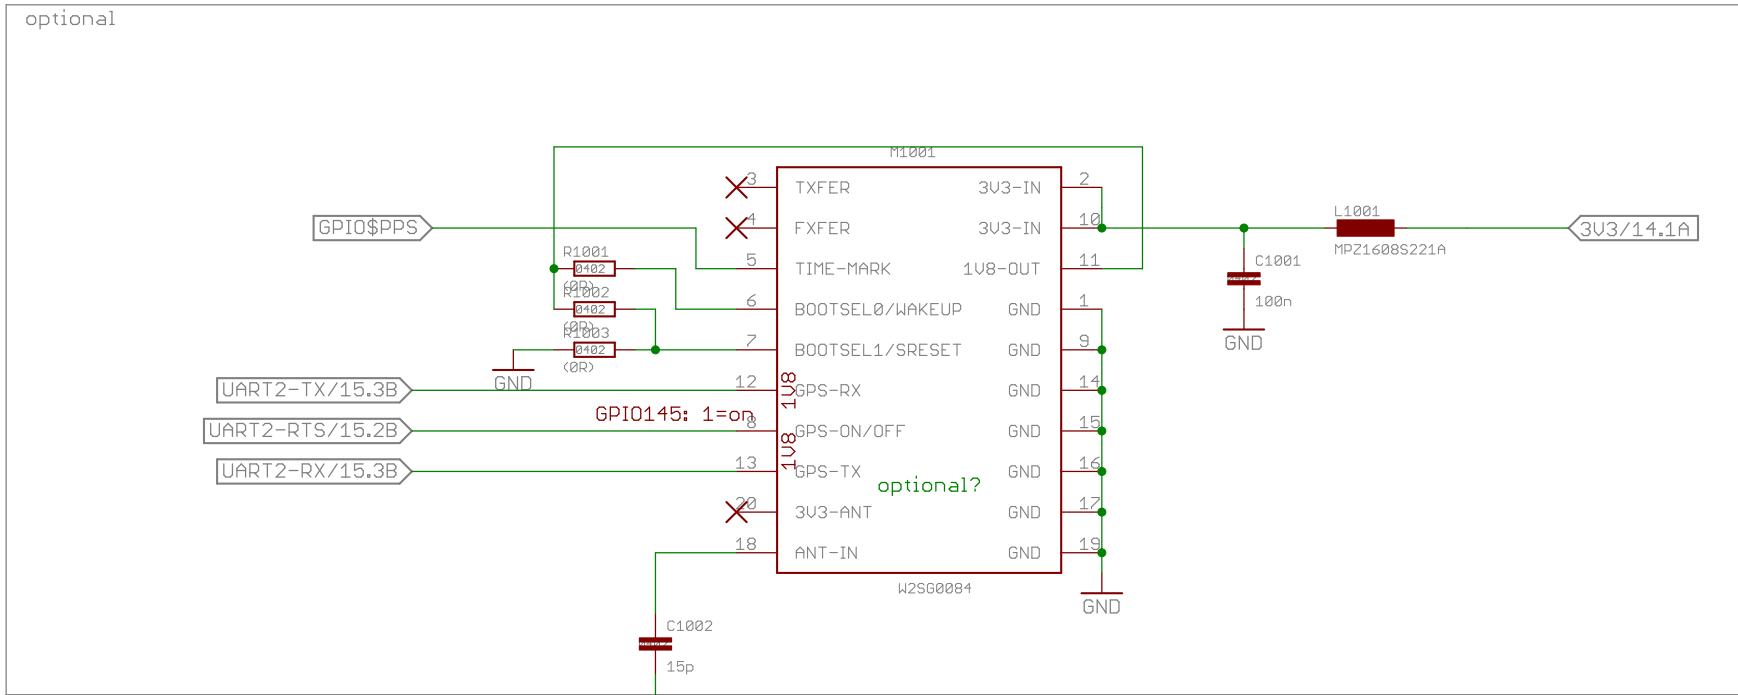 optional
M1001
3 TXFER 3V3-IN 2
4 FXFER 3V3-IN 10
GPIO$PPS
L1001
MPZ1608S221A
3V3/14.1A
R1001
0402
(0R)
5 TIME-MARK 1V8-OUT 11
C1001
100n
GND
R1002
0402
(0R)
6 BOOTSEL0/WAKEUP GND 1
R1003
0402
(0R)
7 BOOTSEL1/SRESET GND 9
GND
UART2-TX/15.3B
12 GPS-RX GND 14
1V8
GPIO145: 1=on
UART2-RTS/15.2B
8 GPS-ON/OFF GND 15
1V8
UART2-RX/15.3B
13 GPS-TX GND 16
optional?
20 3V3-ANT GND 17
18 ANT-IN GND 19
W2SG0084
GND
C1002
15p